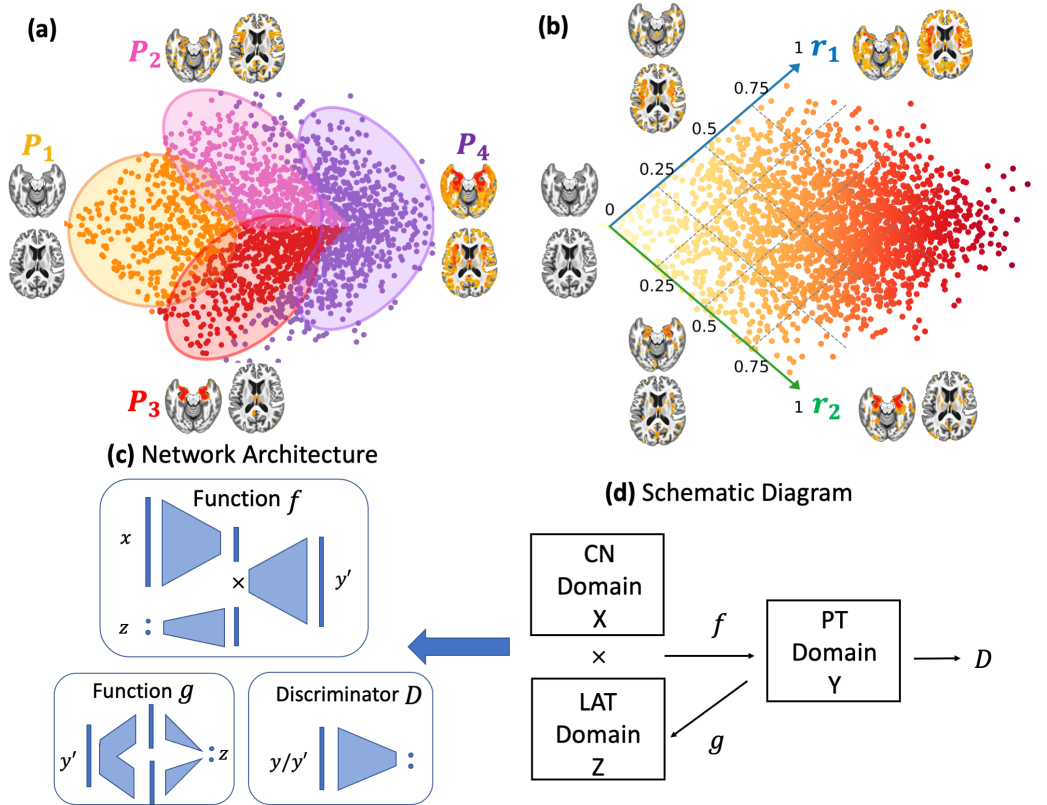 (a)
P₂
P₁
P₄
P₃
(b)
1 r₁
0.75
0.5
0.25
0
0.25
0.5
0.75
1 r₂
(c) Network Architecture
Function f
x
×
y′
z
Function g
y′
z
Discriminator D
y/y′
(d) Schematic Diagram
CN
Domain
X
×
LAT
Domain
Z
f
g
PT
Domain
Y
D